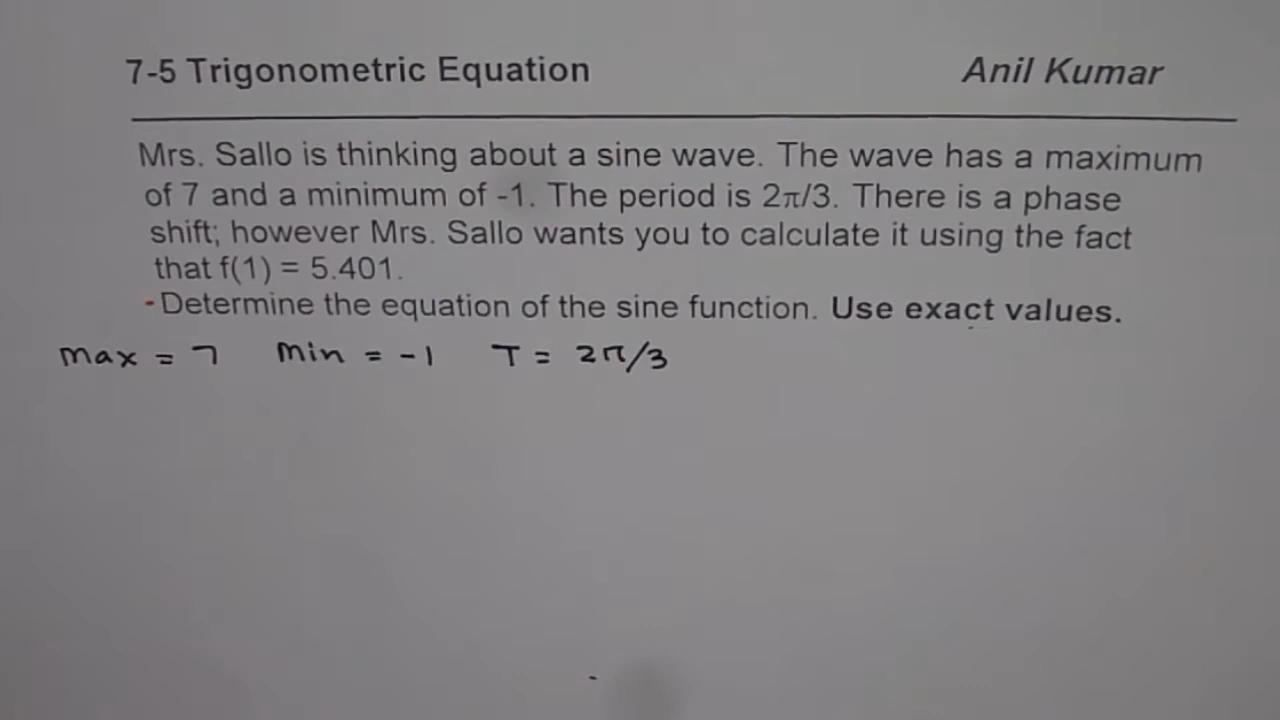 7-5 Trigonometric Equation Anil Kumar
Mrs. Sallo is thinking about a sine wave. The wave has a maximum
of 7 and a minimum of -1. The period is 2π/3. There is a phase
shift; however Mrs. Sallo wants you to calculate it using the fact
that f(1) = 5.401.
-Determine the equation of the sine function. Use exact values.
max = 7 min = -1 T = 2π/3